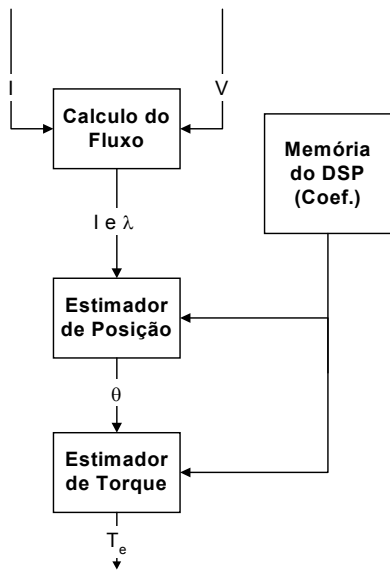 I
V
Calculo do
Fluxo
Memória
do DSP
(Coef.)
I e λ
Estimador
de Posição
θ
Estimador
de Torque
Te